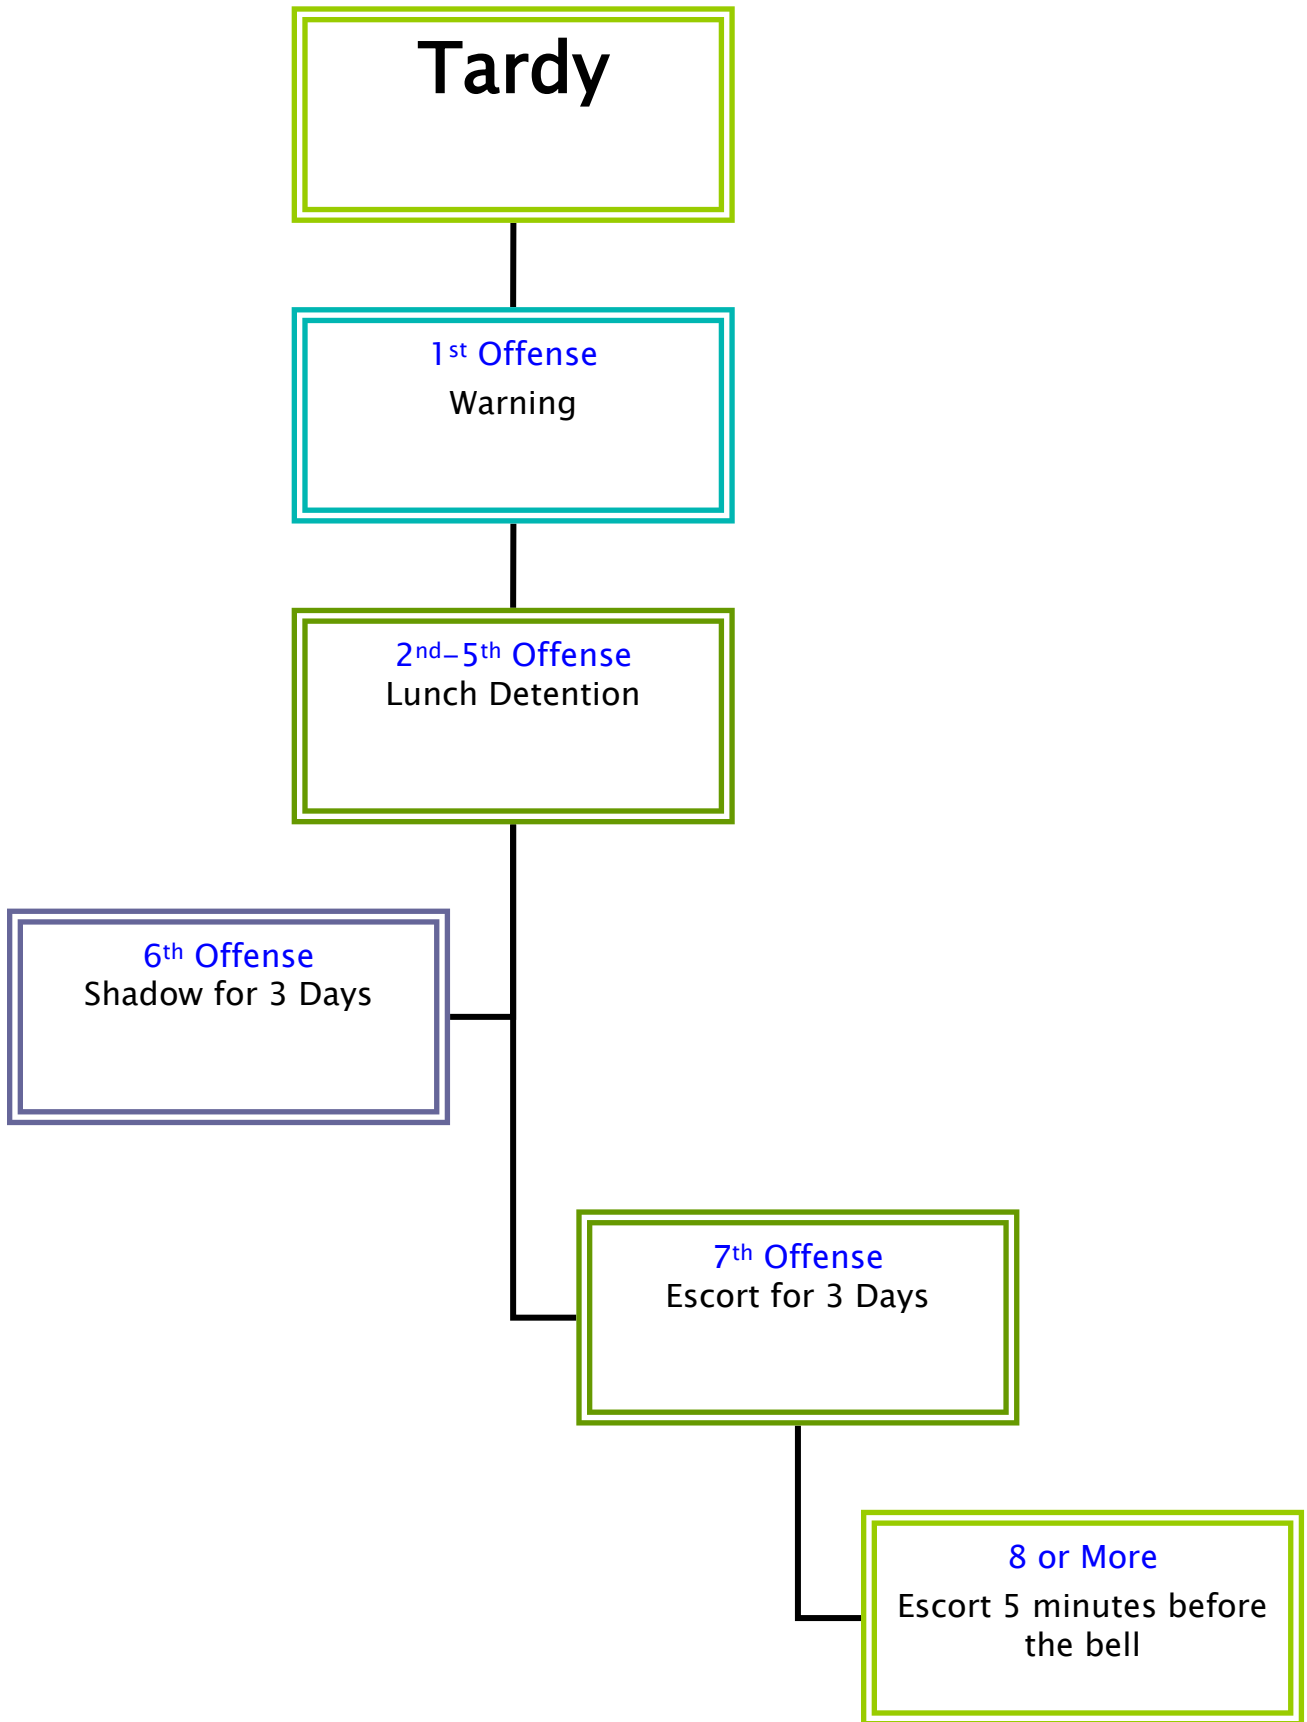 Tardy
1st Offense
Warning
2nd–5th Offense
Lunch Detention
6th Offense
Shadow for 3 Days
7th Offense
Escort for 3 Days
8 or More
Escort 5 minutes before
the bell